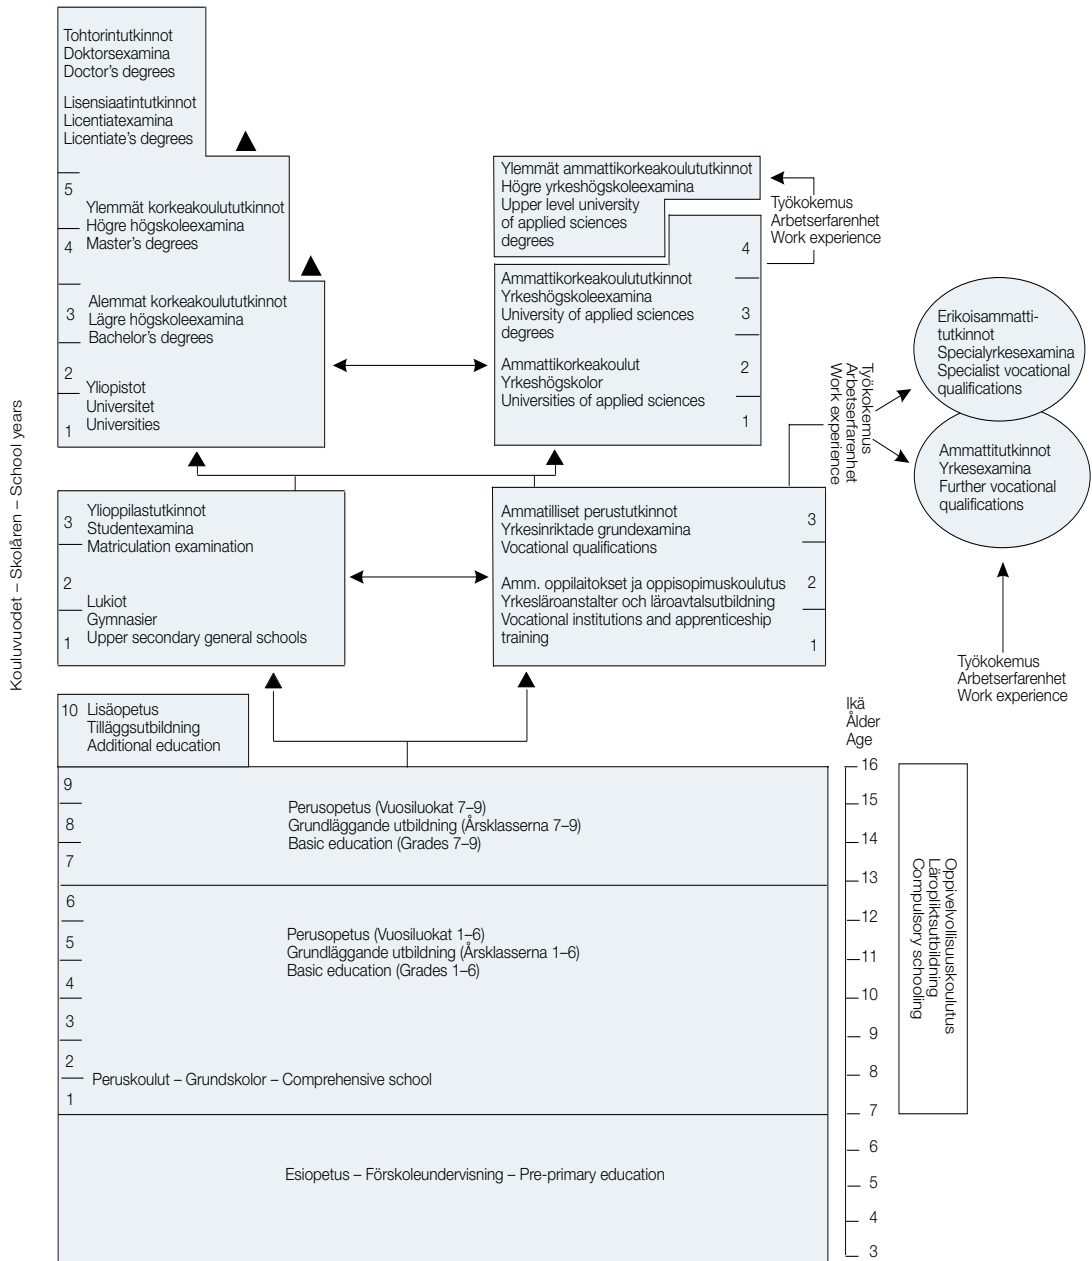 Kouluvuodet – Skolåren – School years
Tohtorintutkinnot
Doktorsexamina
Doctor's degrees
Lisensiaatintutkinnot
Licentiatexamina
Licentiate's degrees
5
4
Ylemmät korkeakoulututkinnot
Högre högskoleexamina
Master's degrees
3
Alemmat korkeakoulututkinnot
Lägre högskoleexamina
Bachelor's degrees
2
1
Yliopistot
Universitet
Universities
Ylemmät ammattikorkeakoulututkinnot
Högre yrkeshögskoleexamina
Upper level university
of applied sciences
degrees
Työkokemus
Arbetserfarenhet
Work experience
4
Ammattikorkeakoulututkinnot
Yrkeshögskoleexamina
University of applied sciences
degrees
3
Ammattikorkeakoulut
Yrkeshögskolor
Universities of applied sciences
2
1
Työkokemus
Arbetserfarenhet
Work experience
Erikoisammatti-
tutkinnot
Specialyrkesexamina
Specialist vocational
qualifications
Ammattitutkinnot
Yrkesexamina
Further vocational
qualifications
Työkokemus
Arbetserfarenhet
Work experience
3
Ylioppilastutkinnot
Studentexamina
Matriculation examination
2
1
Lukiot
Gymnasier
Upper secondary general schools
Ammatilliset perustutkinnot
Yrkesinriktade grundexamina
Vocational qualifications
3
Amm. oppilaitokset ja oppisopimuskoulutus
Yrkesläroanstalter och läroavtalsutbildning
Vocational institutions and apprenticeship
training
2
1
10 Lisäopetus
Tilläggsutbildning
Additional education
9
8
7
Perusopetus (Vuosiluokat 7–9)
Grundläggande utbildning (Årsklasserna 7–9)
Basic education (Grades 7–9)
6
5
4
3
2
1
Perusopetus (Vuosiluokat 1–6)
Grundläggande utbildning (Årsklasserna 1–6)
Basic education (Grades 1–6)
Peruskoulut – Grundskolor – Comprehensive school
Esiopetus – Förskoleundervisning – Pre-primary education
Ikä
Ålder
Age
16
15
14
13
12
11
10
9
8
7
6
5
4
3
Oppivelvollisuuskoulutus
Läropliktsutbildning
Compulsory schooling